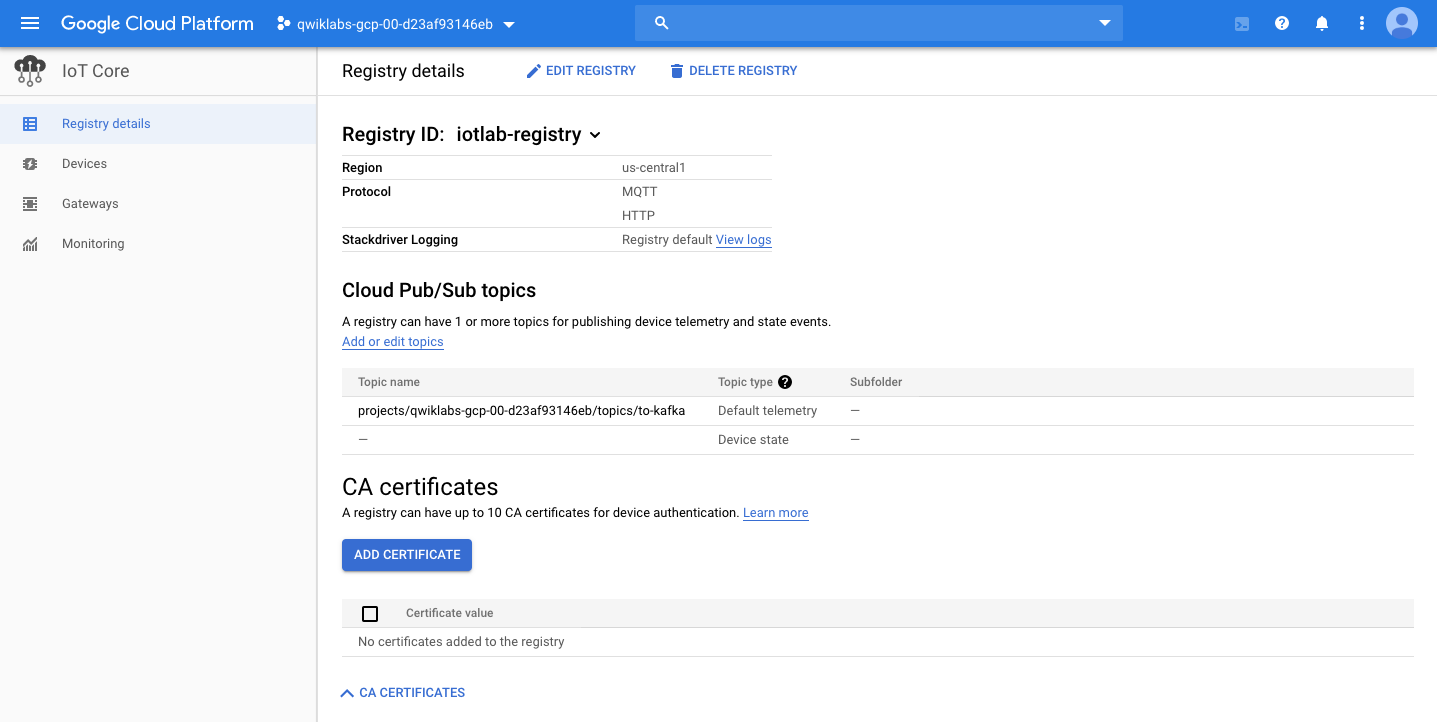 Google Cloud Platform
qwiklabs-gcp-00-d23af93146eb
IoT Core
Registry details
EDIT REGISTRY
DELETE REGISTRY
Registry details
Devices
Gateways
Monitoring
Registry ID: iotlab-registry
Region us-central1
Protocol MQTT
HTTP
Stackdriver Logging Registry default View logs
Cloud Pub/Sub topics
A registry can have 1 or more topics for publishing device telemetry and state events.
Add or edit topics
Topic name Topic type ? Subfolder
projects/qwiklabs-gcp-00-d23af93146eb/topics/to-kafka Default telemetry —
— Device state —
CA certificates
A registry can have up to 10 CA certificates for device authentication. Learn more
ADD CERTIFICATE
Certificate value
No certificates added to the registry
CA CERTIFICATES